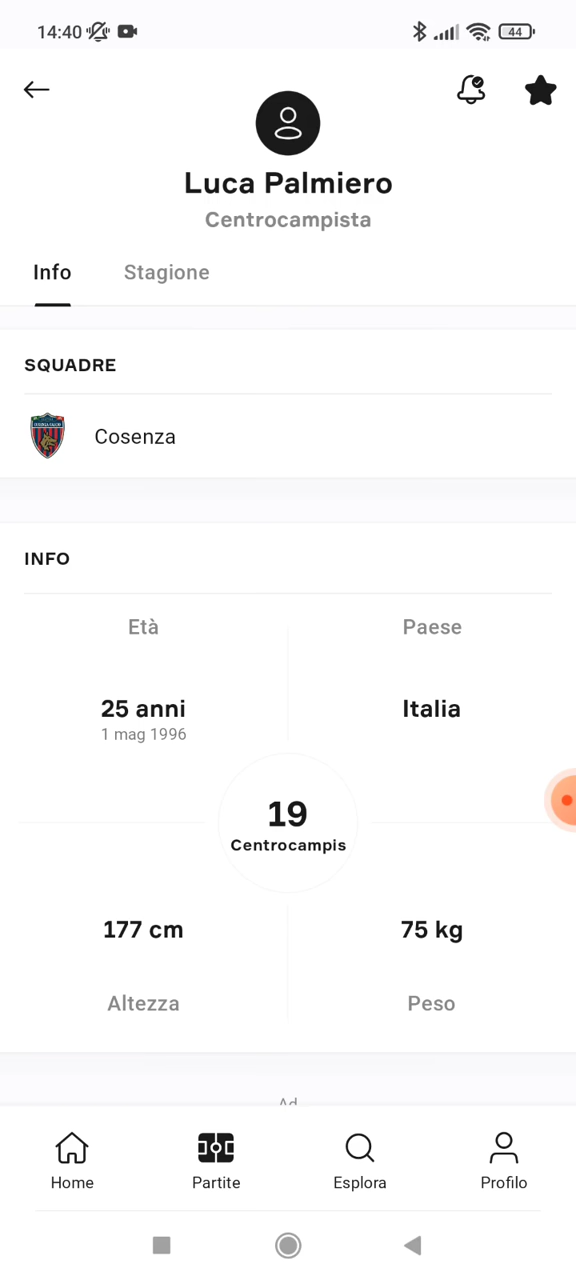 14:40
44
Luca Palmiero
Centrocampista
Info Stagione
SQUADRE
Cosenza
INFO
Età Paese
25 anni Italia
1 mag 1996
19
Centrocampis
177 cm 75 kg
Altezza Peso
Ad
Home Partite Esplora Profilo